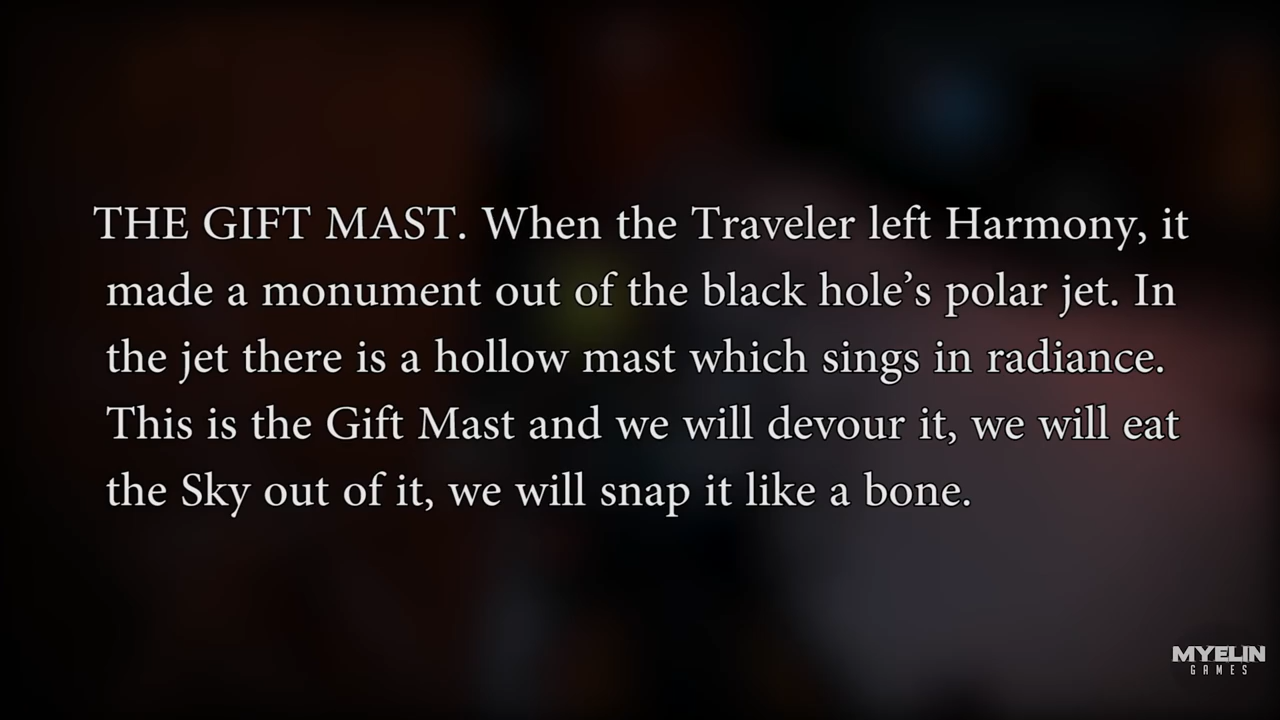 THE GIFT MAST. When the Traveler left Harmony, it
made a monument out of the black hole’s polar jet. In
the jet there is a hollow mast which sings in radiance.
This is the Gift Mast and we will devour it, we will eat
the Sky out of it, we will snap it like a bone.
MYELIN
GAMES